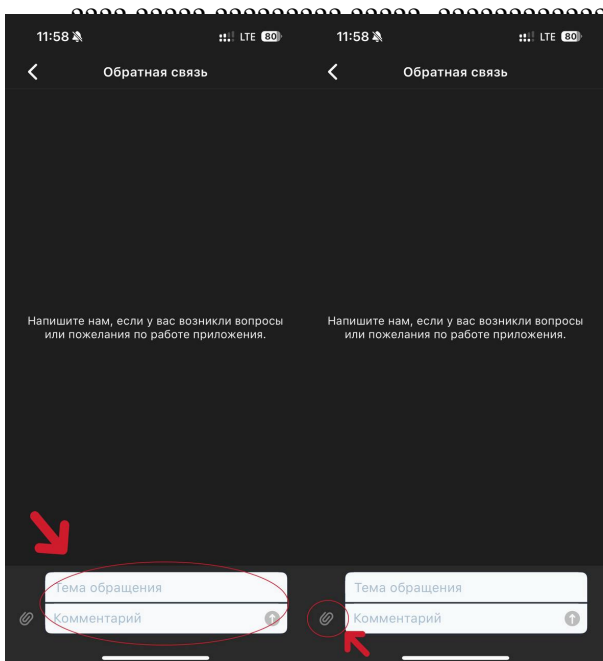 11:58 LTE 80
Обратная связь
Напишите нам, если у вас возникли вопросы
или пожелания по работе приложения.
Тема обращения
Комментарий
11:58 LTE 80
Обратная связь
Напишите нам, если у вас возникли вопросы
или пожелания по работе приложения.
Тема обращения
Комментарий